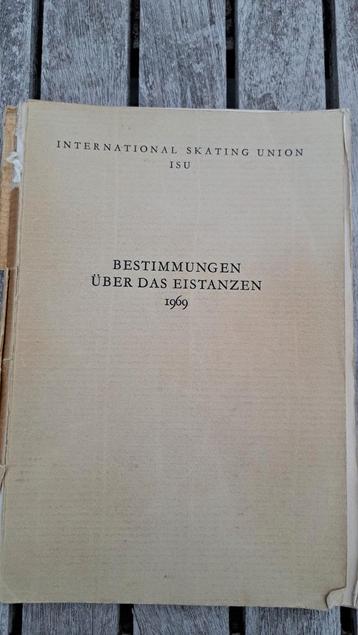 INTERNATIONAL SKATING UNION
ISU
BESTIMMUNGEN
ÜBER DAS EISTANZEN
1969